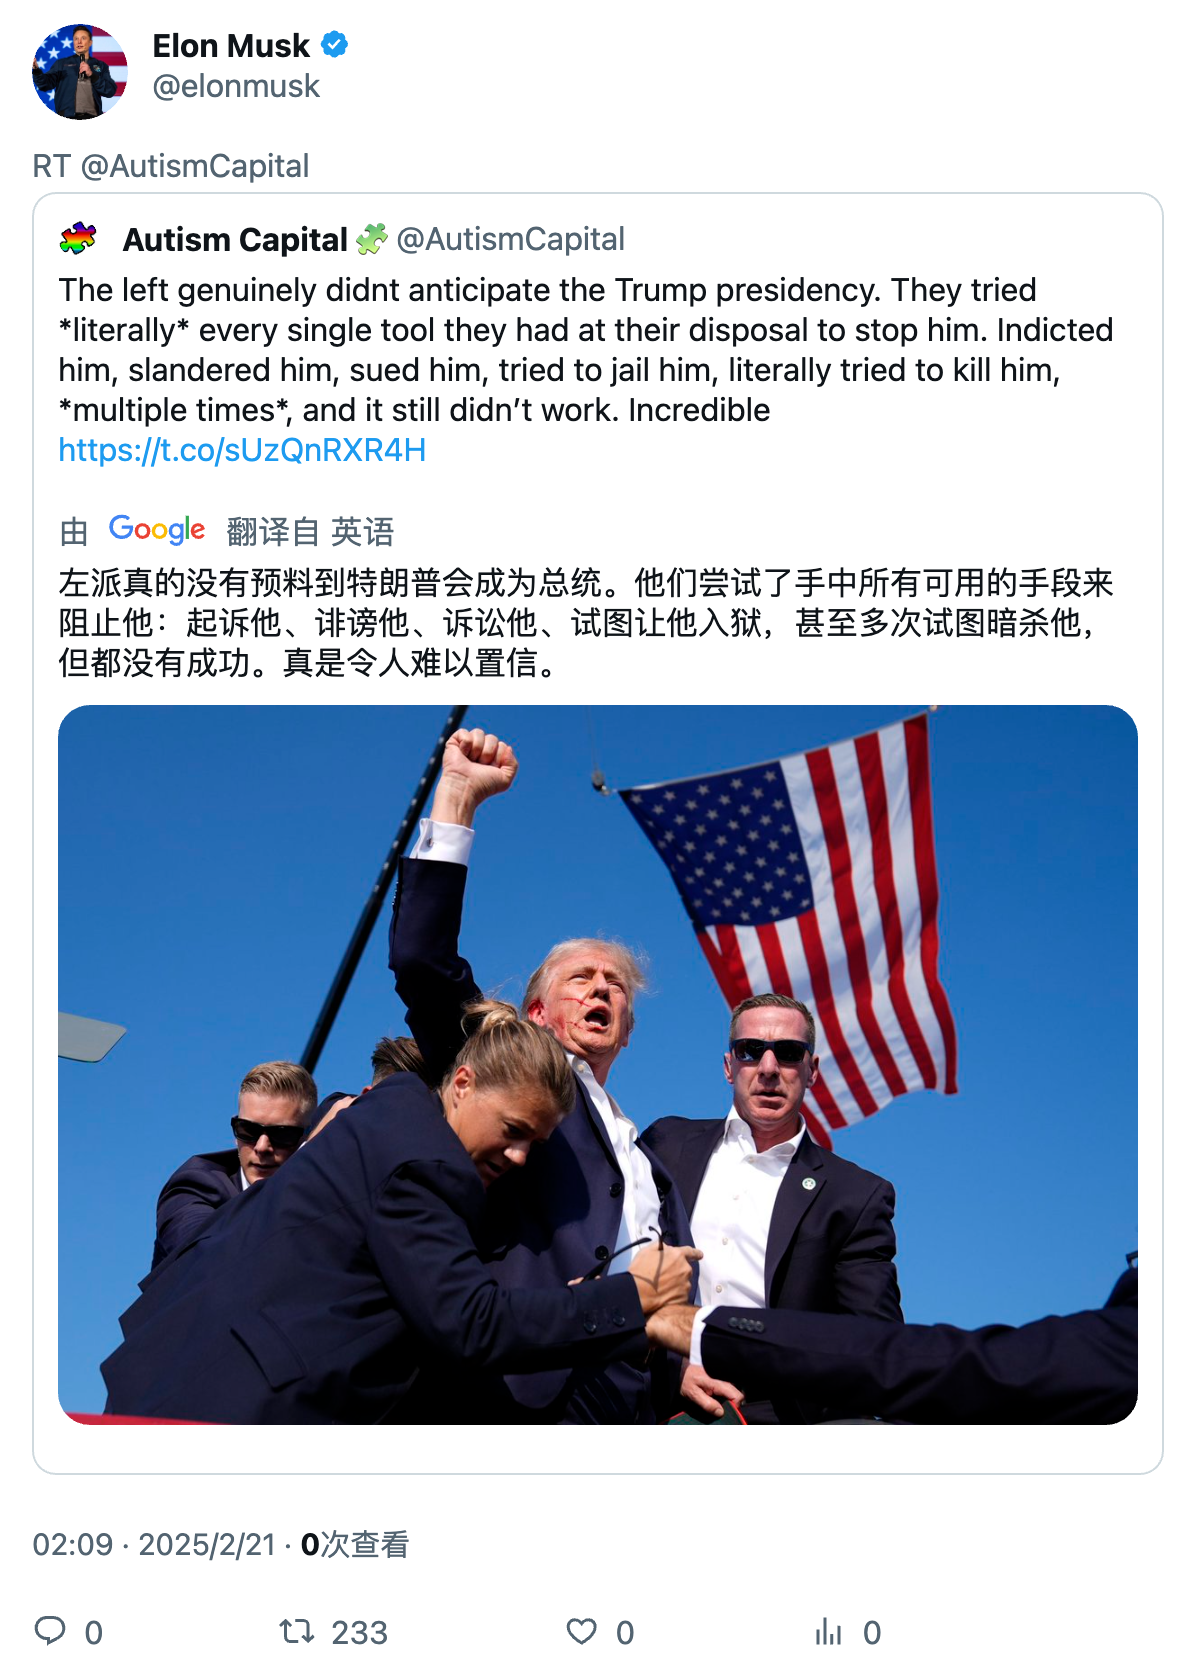 Elon Musk
@elonmusk
RT @AutismCapital
Autism Capital @AutismCapital
The left genuinely didnt anticipate the Trump presidency. They tried
*literally* every single tool they had at their disposal to stop him. Indicted
him, slandered him, sued him, tried to jail him, literally tried to kill him,
*multiple times*, and it still didn’t work. Incredible
https://t.co/sUzQnRXR4H
由 Google 翻译自 英语
左派真的没有预料到特朗普会成为总统。他们尝试了手中所有可用的手段来
阻止他：起诉他、诽谤他、诉讼他、试图让他入狱，甚至多次试图暗杀他，
但都没有成功。真是令人难以置信。
02:09 · 2025/2/21 · 0次查看
0 233 0 0